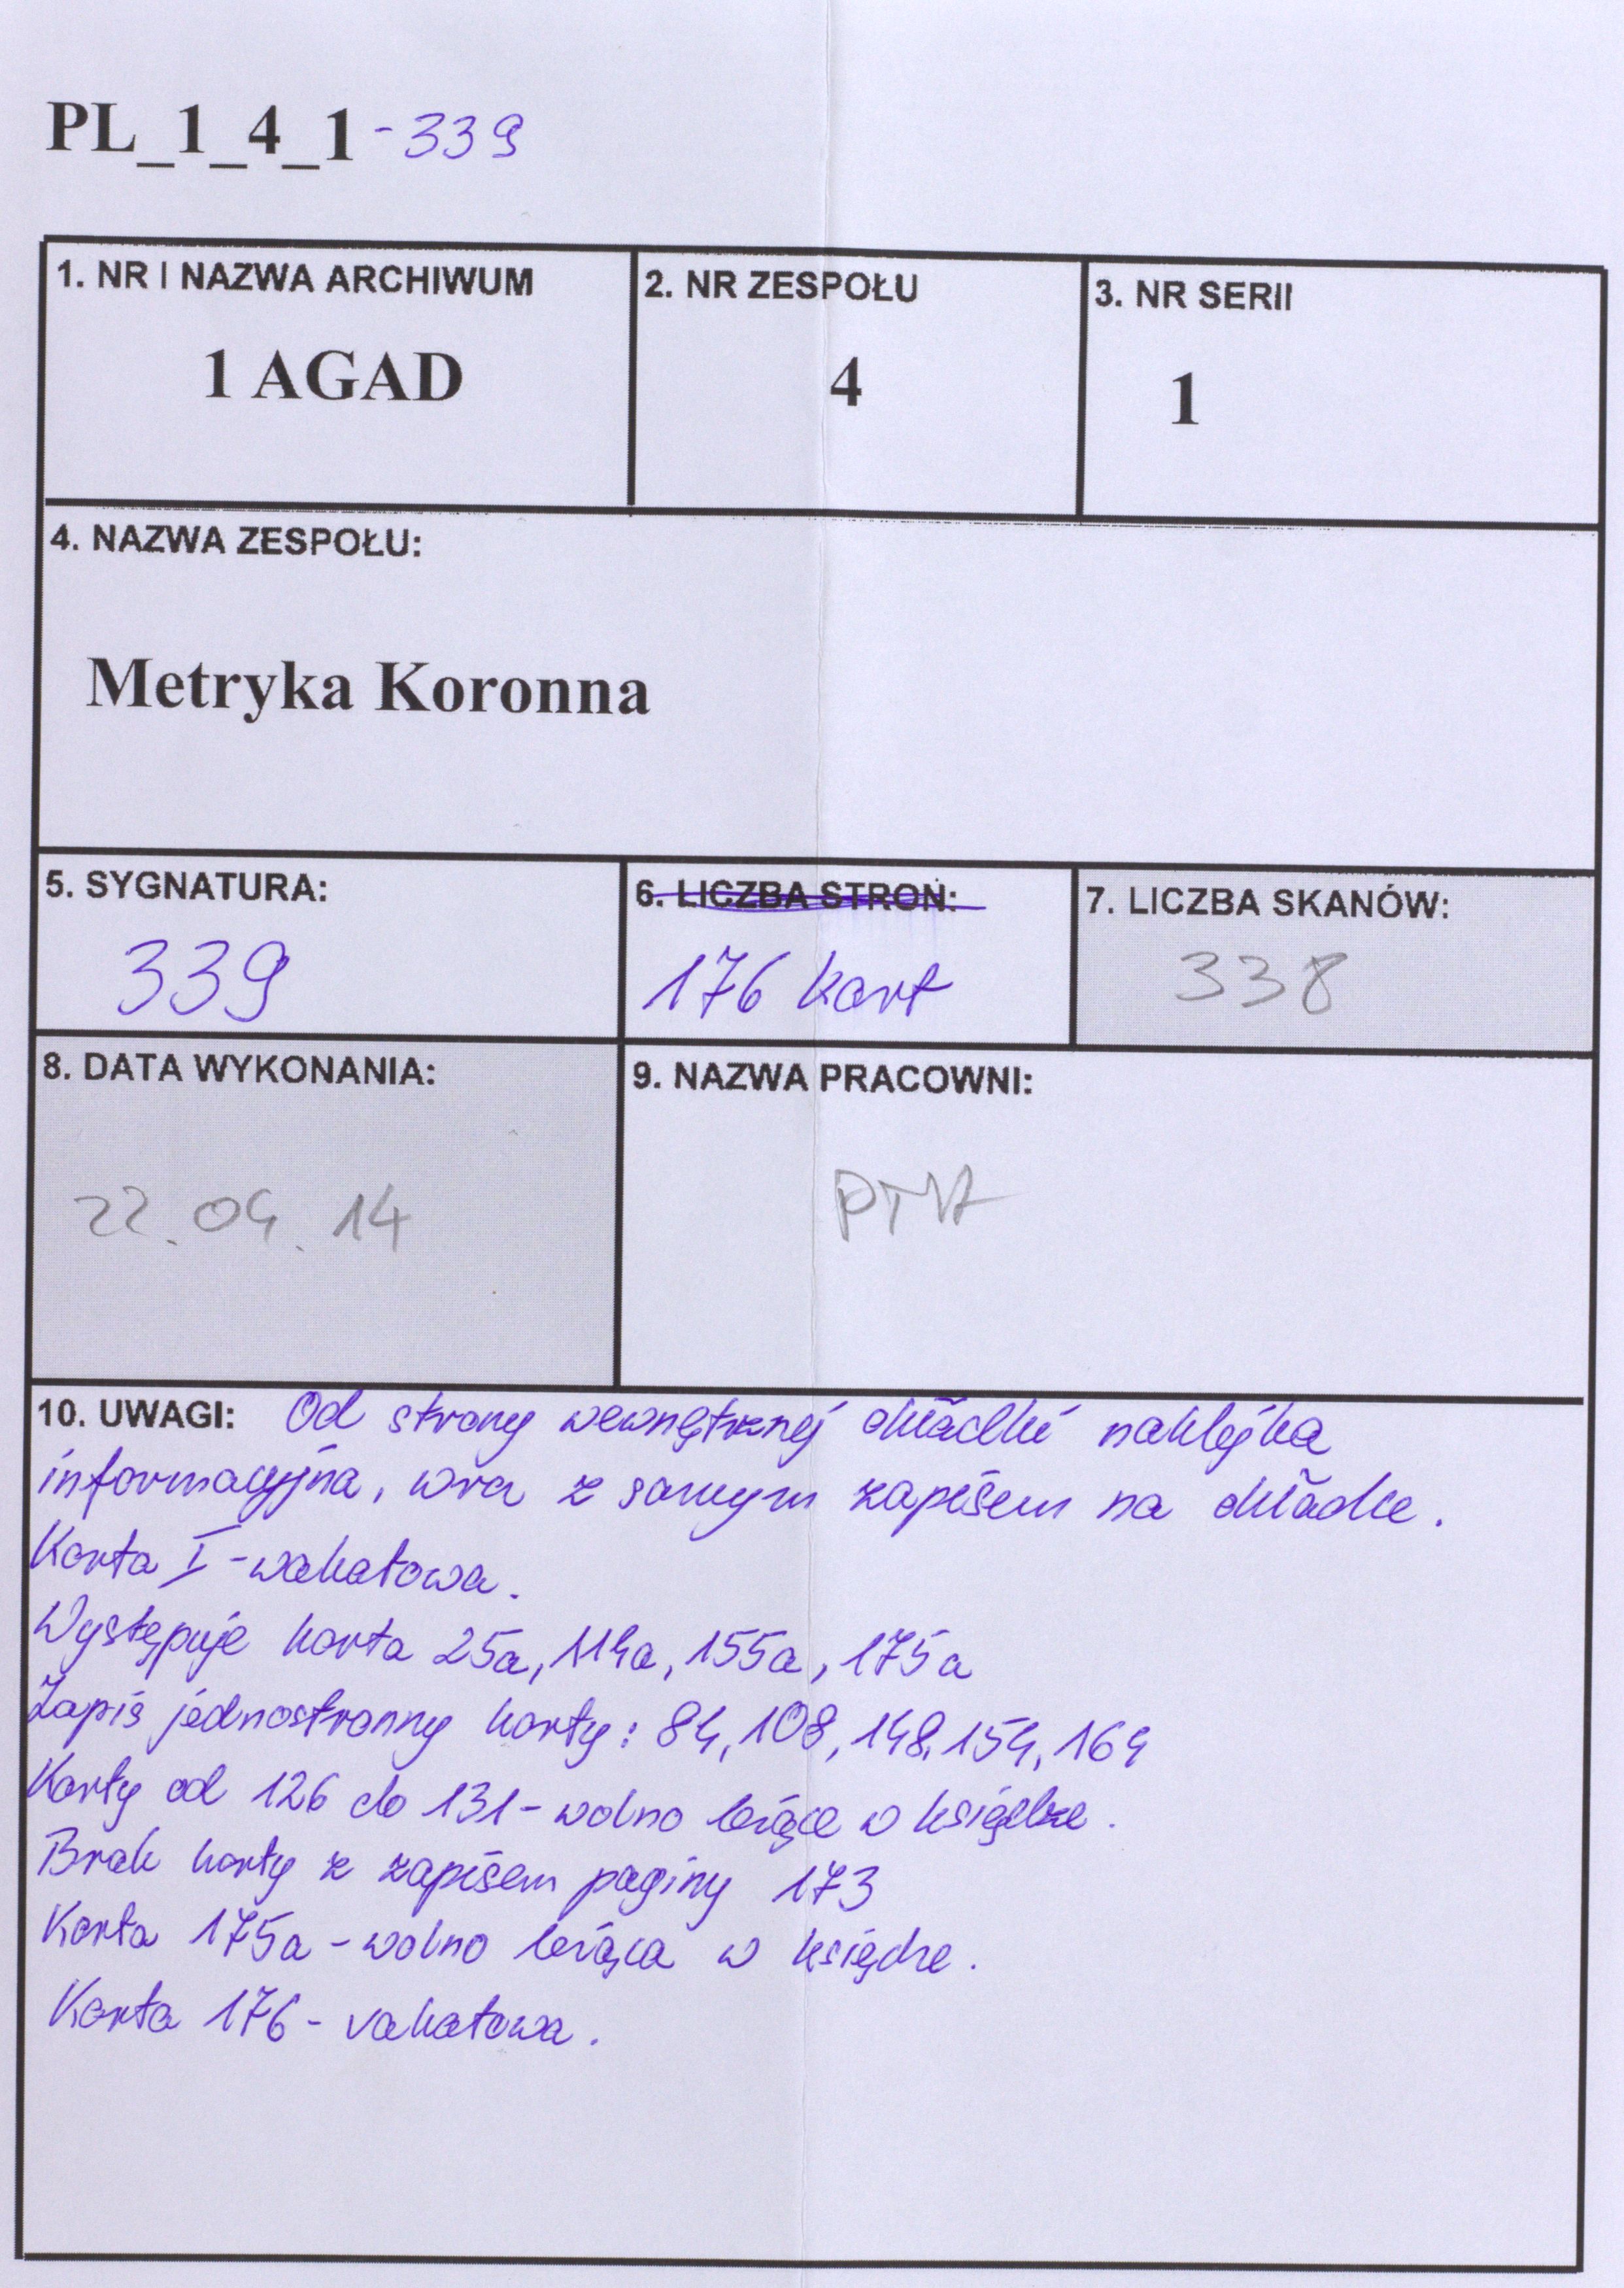 PL_1_4_1 - 339
1. NR I NAZWA ARCHIWUM
1 AGAD
2. NR ZESPOŁU
4
3. NR SERII
1
4. NAZWA ZESPOŁU:
Metryka Koronna
5. SYGNATURA:
339
6. LICZBA STRON:
176 kart
7. LICZBA SKANÓW:
338
8. DATA WYKONANIA:
22.04.14
9. NAZWA PRACOWNI:
10. UWAGI: Od strony wewnętrznej okładki naklejka
informacyjna, wraz z samym zapisem na okładce.
Karta I - wakatowa.
Występuje karta 25a, 114a, 155a, 175a
Zapis jednostronny karty: 84, 108, 148, 154, 164
Karty od 126 do 131 - wolno leżące w księdze.
Brak karty z zapisem paginy 173
Karta 175a - wolno leżąca w księdze.
Karta 176 - vakatowa.